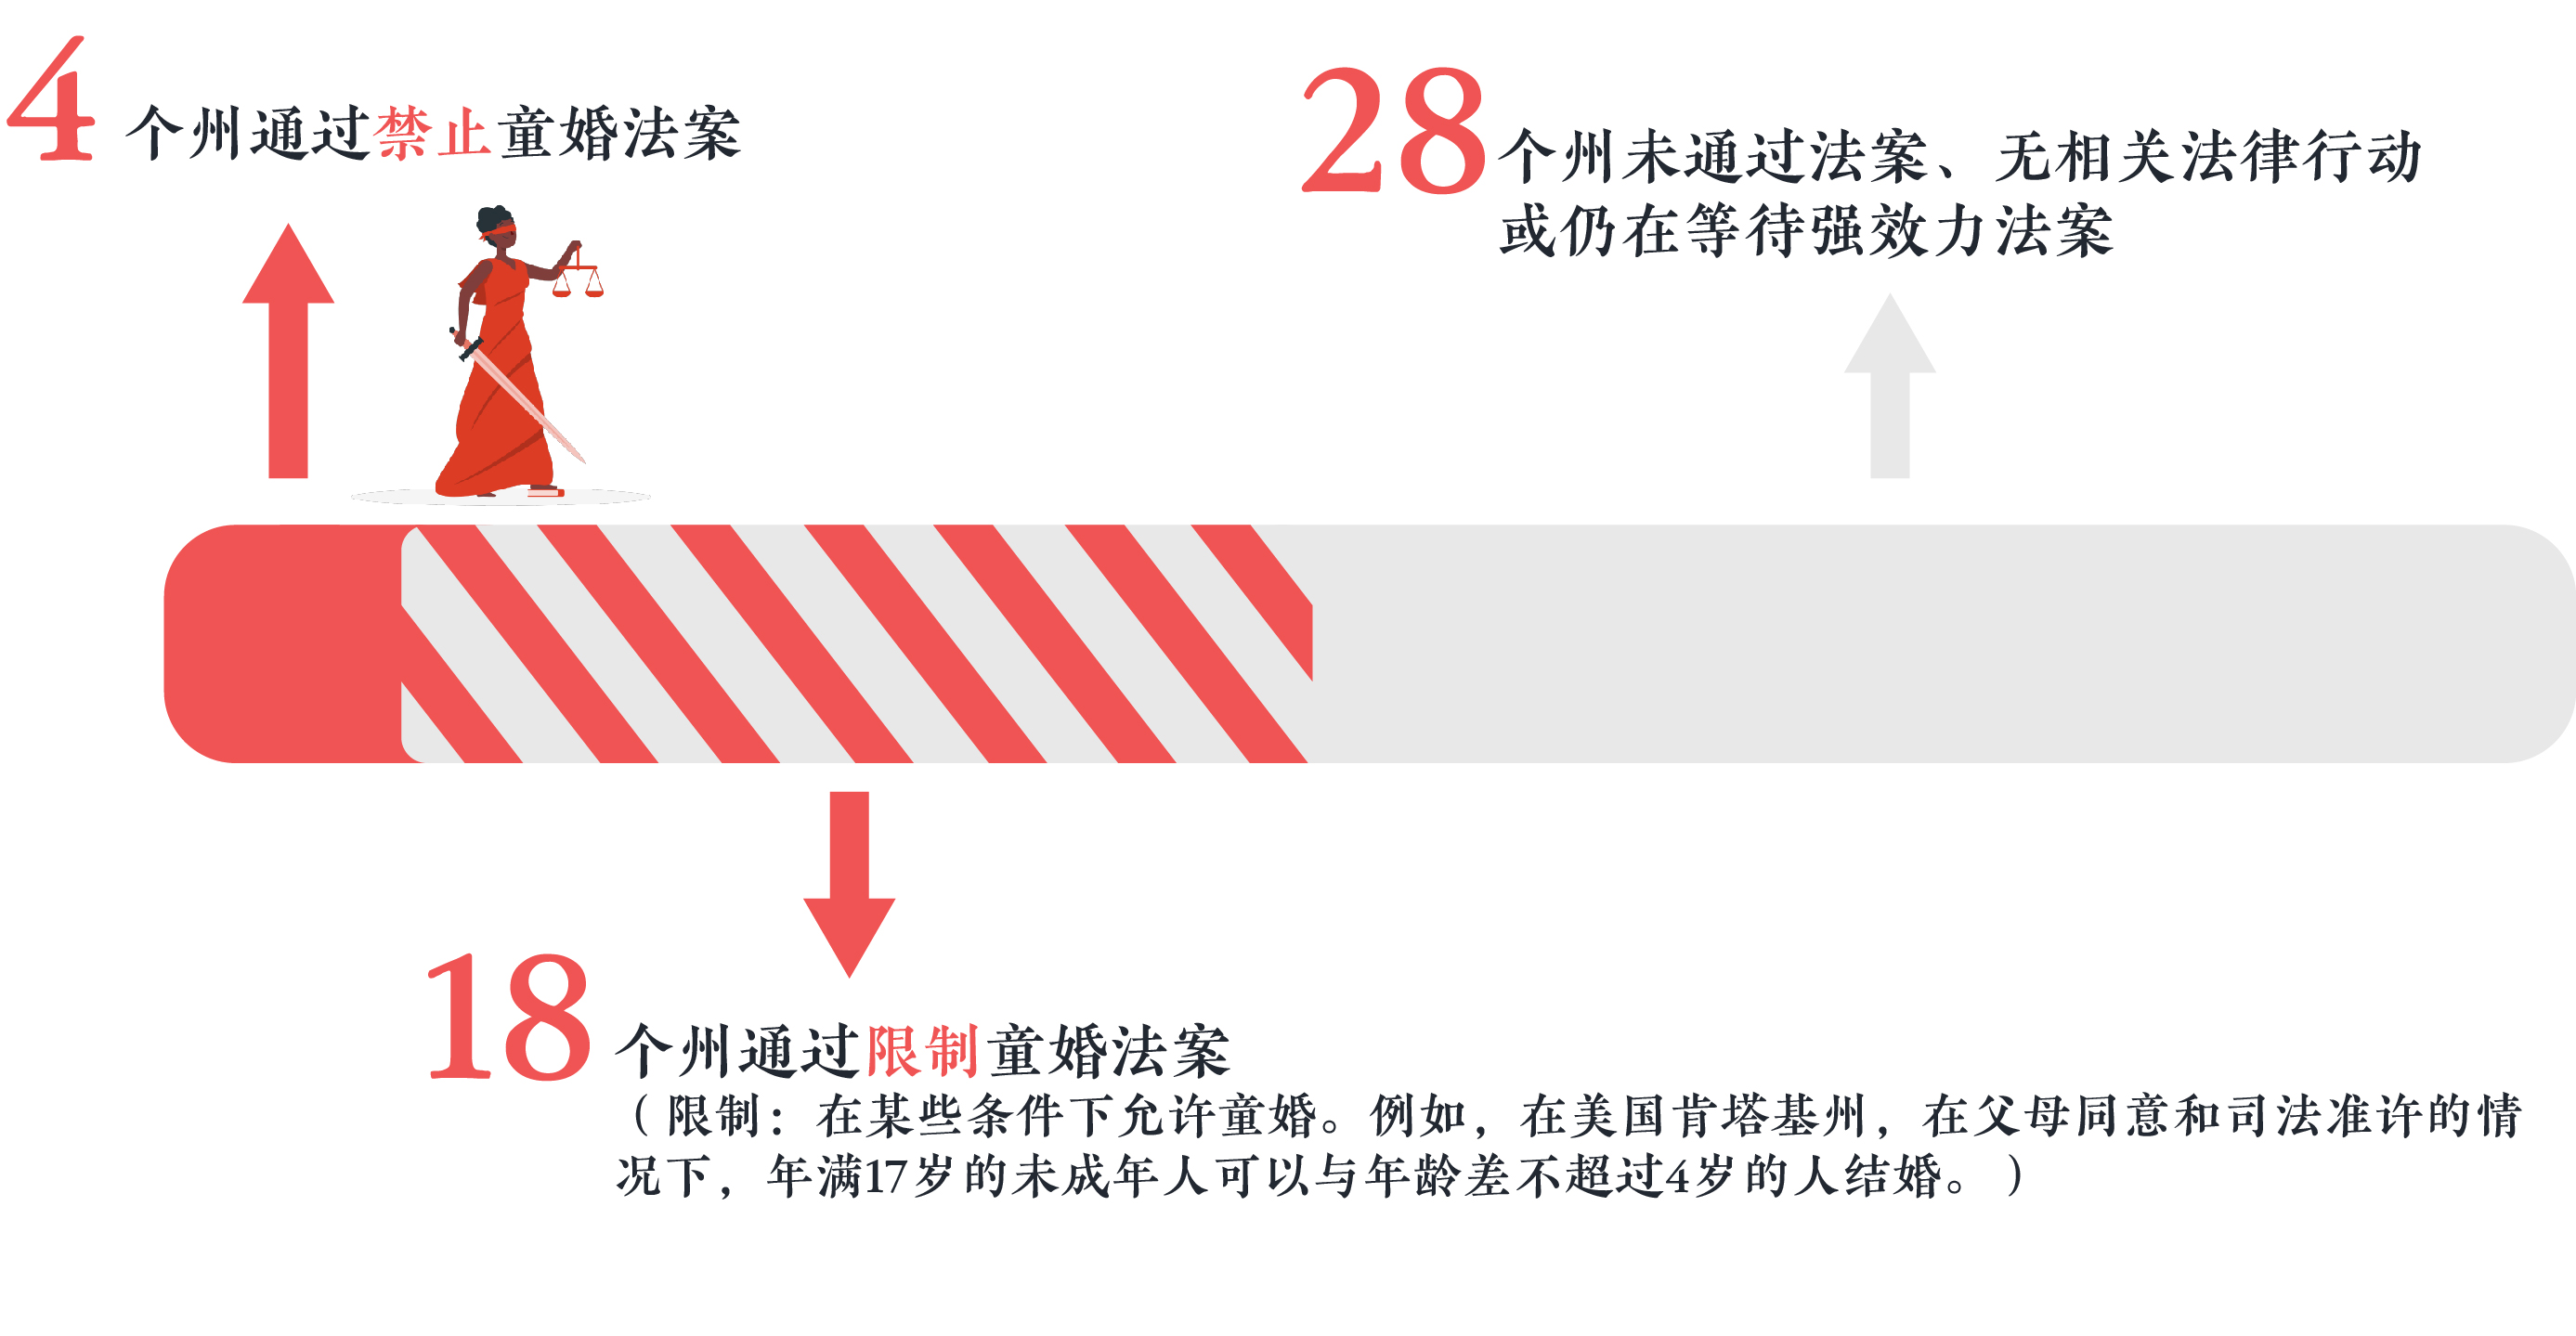 4 个州通过禁止童婚法案
28 个州未通过法案、无相关法律行动
或仍在等待强效力法案
18 个州通过限制童婚法案
（限制：在某些条件下允许童婚。例如，在美国肯塔基州，在父母同意和司法准许的情
况下，年满17岁的未成年人可以与年龄差不超过4岁的人结婚。）